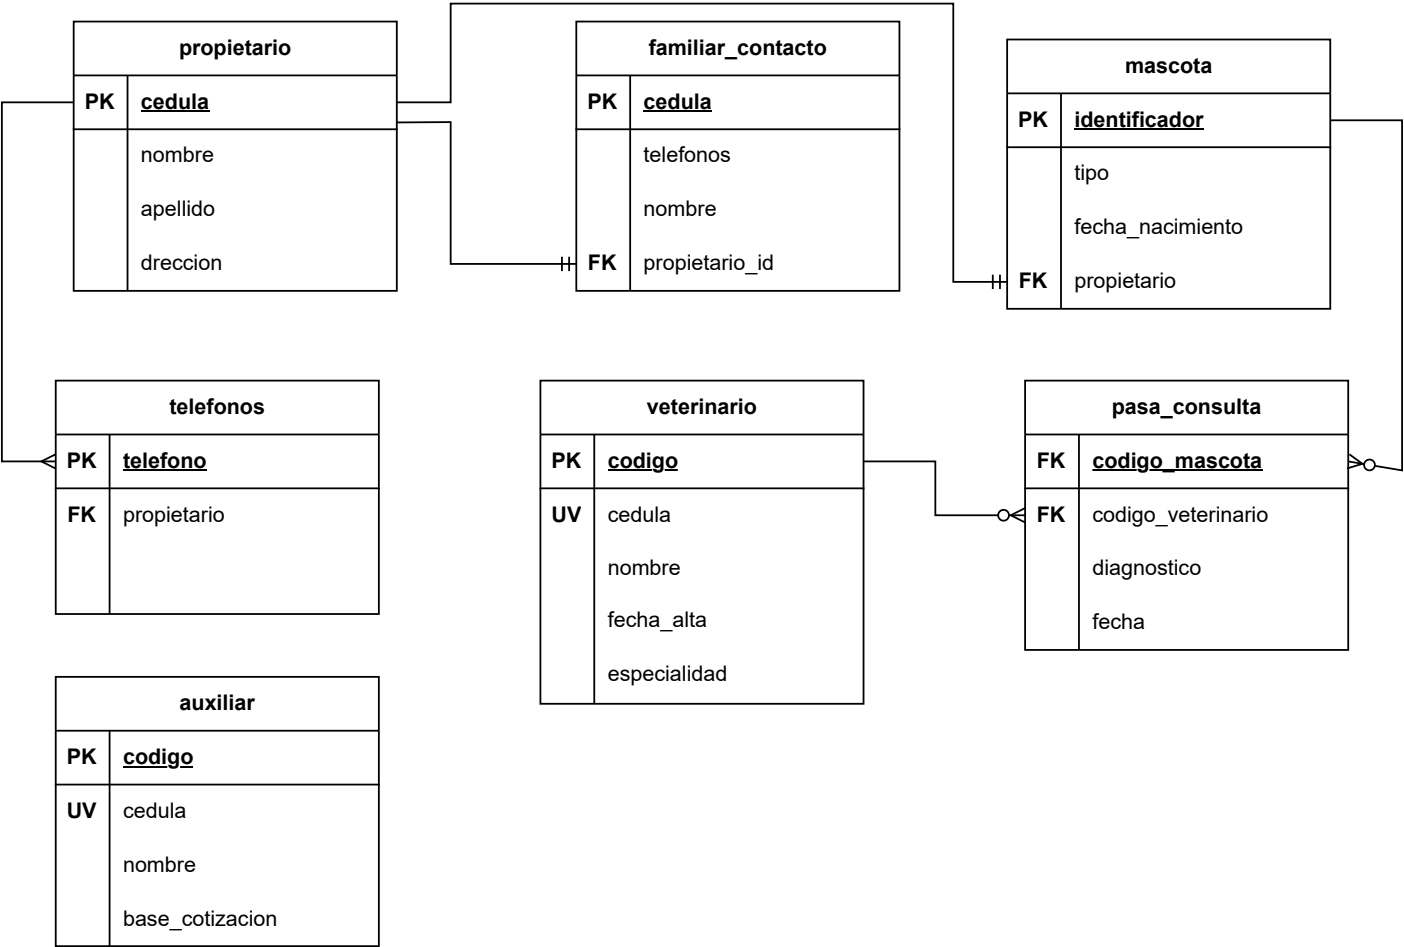 propietario
PK cedula
nombre
apellido
dreccion
familiar_contacto
PK cedula
telefonos
nombre
FK propietario_id
mascota
PK identificador
tipo
fecha_nacimiento
FK propietario
telefonos
PK telefono
FK propietario
veterinario
PK codigo
UV cedula
nombre
fecha_alta
especialidad
pasa_consulta
FK codigo_mascota
FK codigo_veterinario
diagnostico
fecha
auxiliar
PK codigo
UV cedula
nombre
base_cotizacion